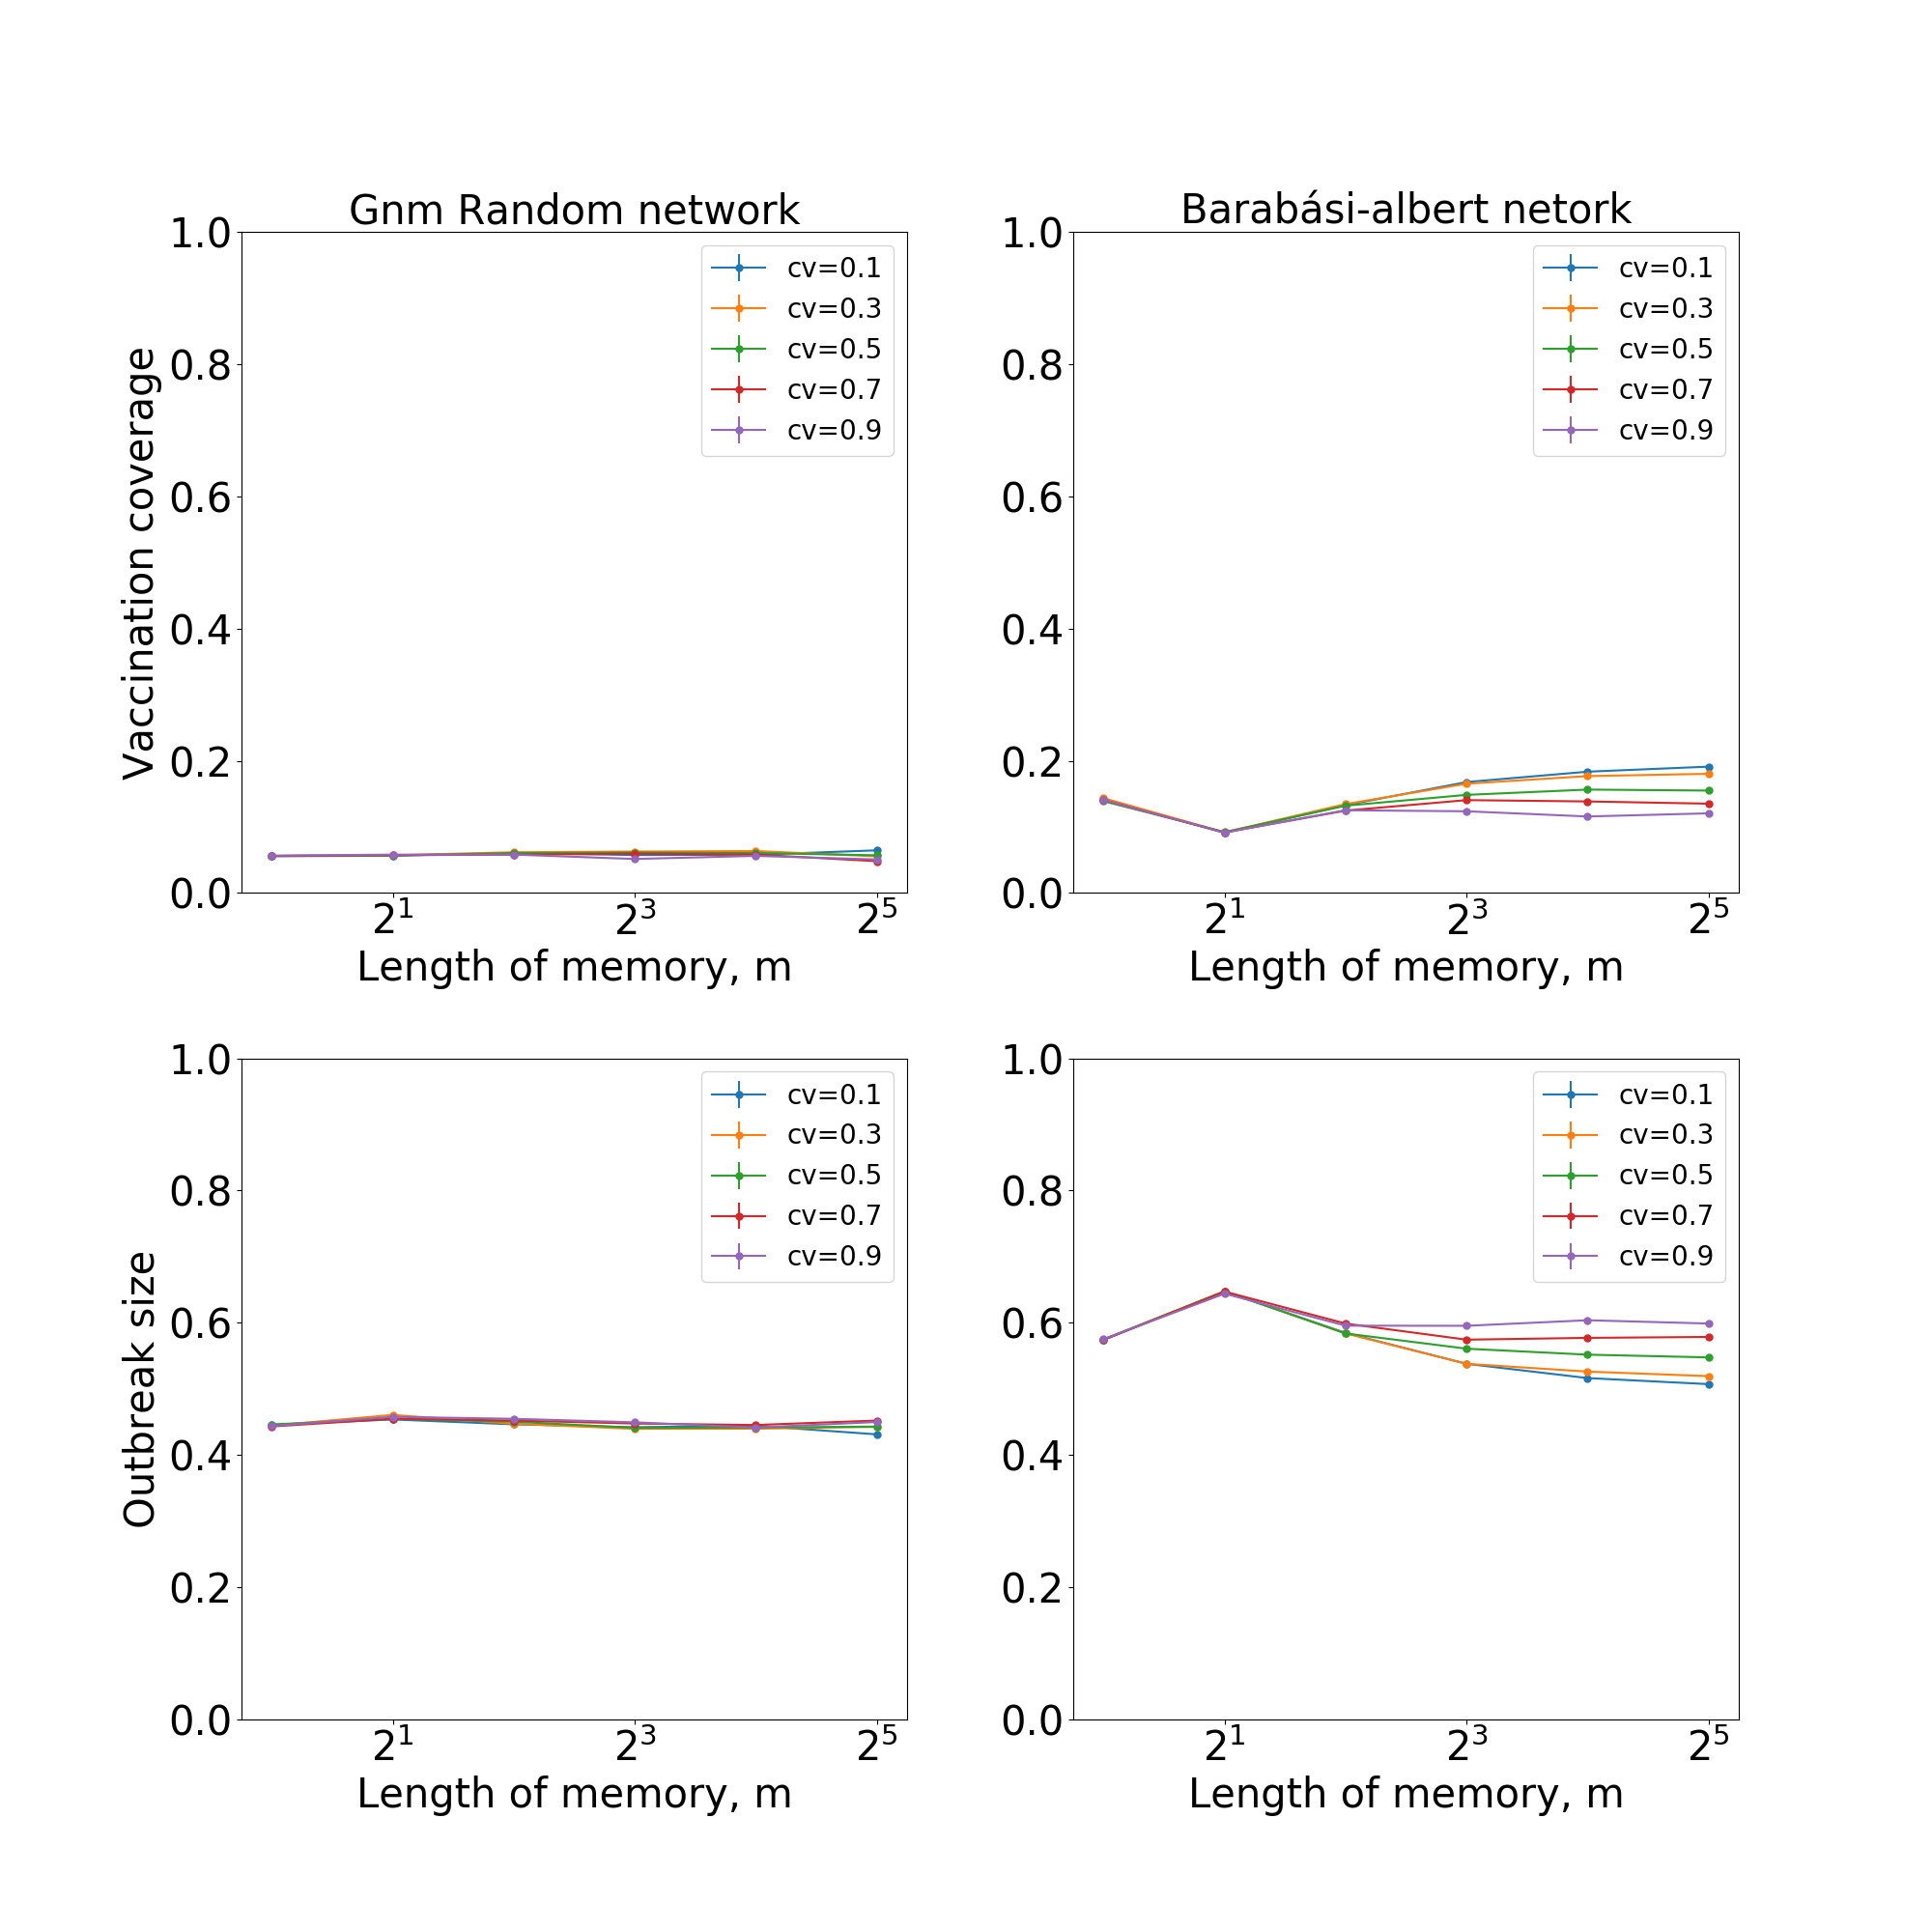 Gnm Random network
Barabási-albert netork
1.0
0.8
0.6
0.4
0.2
0.0
Vaccination coverage
cv=0.1
cv=0.3
cv=0.5
cv=0.7
cv=0.9
2^1 2^3 2^5
Length of memory, m
1.0
0.8
0.6
0.4
0.2
0.0
cv=0.1
cv=0.3
cv=0.5
cv=0.7
cv=0.9
2^1 2^3 2^5
Length of memory, m
1.0
0.8
0.6
0.4
0.2
0.0
Outbreak size
cv=0.1
cv=0.3
cv=0.5
cv=0.7
cv=0.9
2^1 2^3 2^5
Length of memory, m
1.0
0.8
0.6
0.4
0.2
0.0
cv=0.1
cv=0.3
cv=0.5
cv=0.7
cv=0.9
2^1 2^3 2^5
Length of memory, m